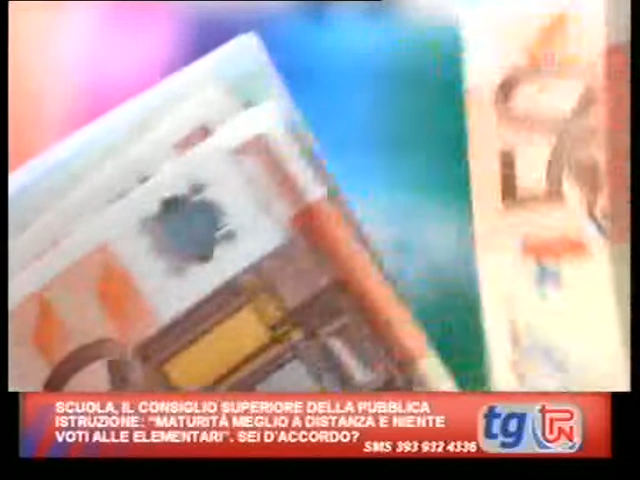 SCUOLA, IL CONSIGLIO SUPERIORE DELLA PUBBLICA
ISTRUZIONE: "MATURITÀ MEGLIO A DISTANZA E NIENTE
VOTI ALLE ELEMENTARI". SEI D'ACCORDO?
SMS 393 932 4336
tg TPN